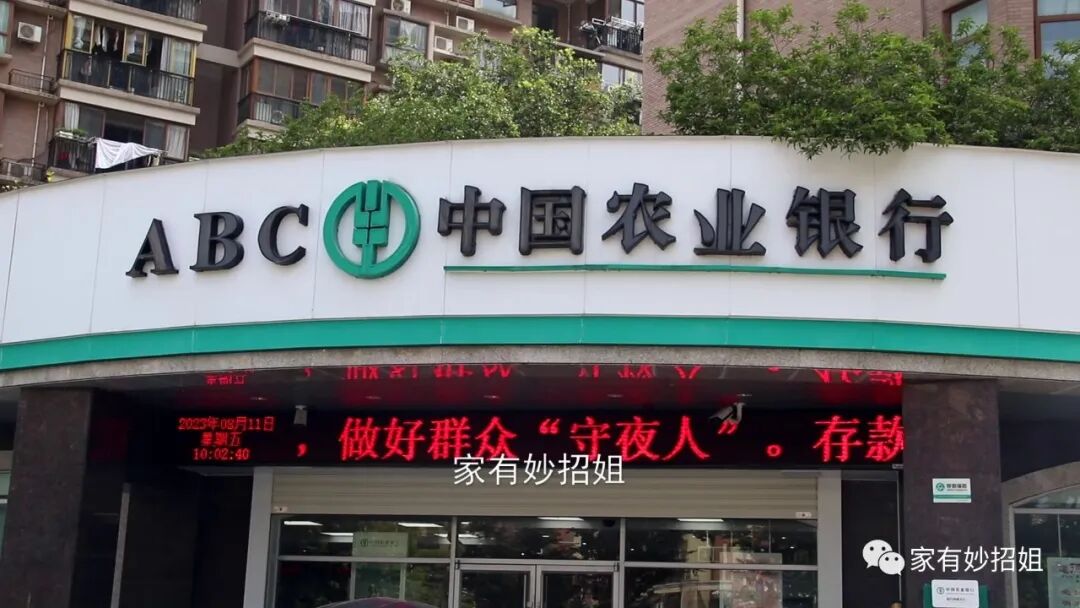 ABC 中国农业银行
2023年08月11日
星期五
10:02:40
，做好群众“守夜人”。存款
家有妙招姐
家有妙招姐